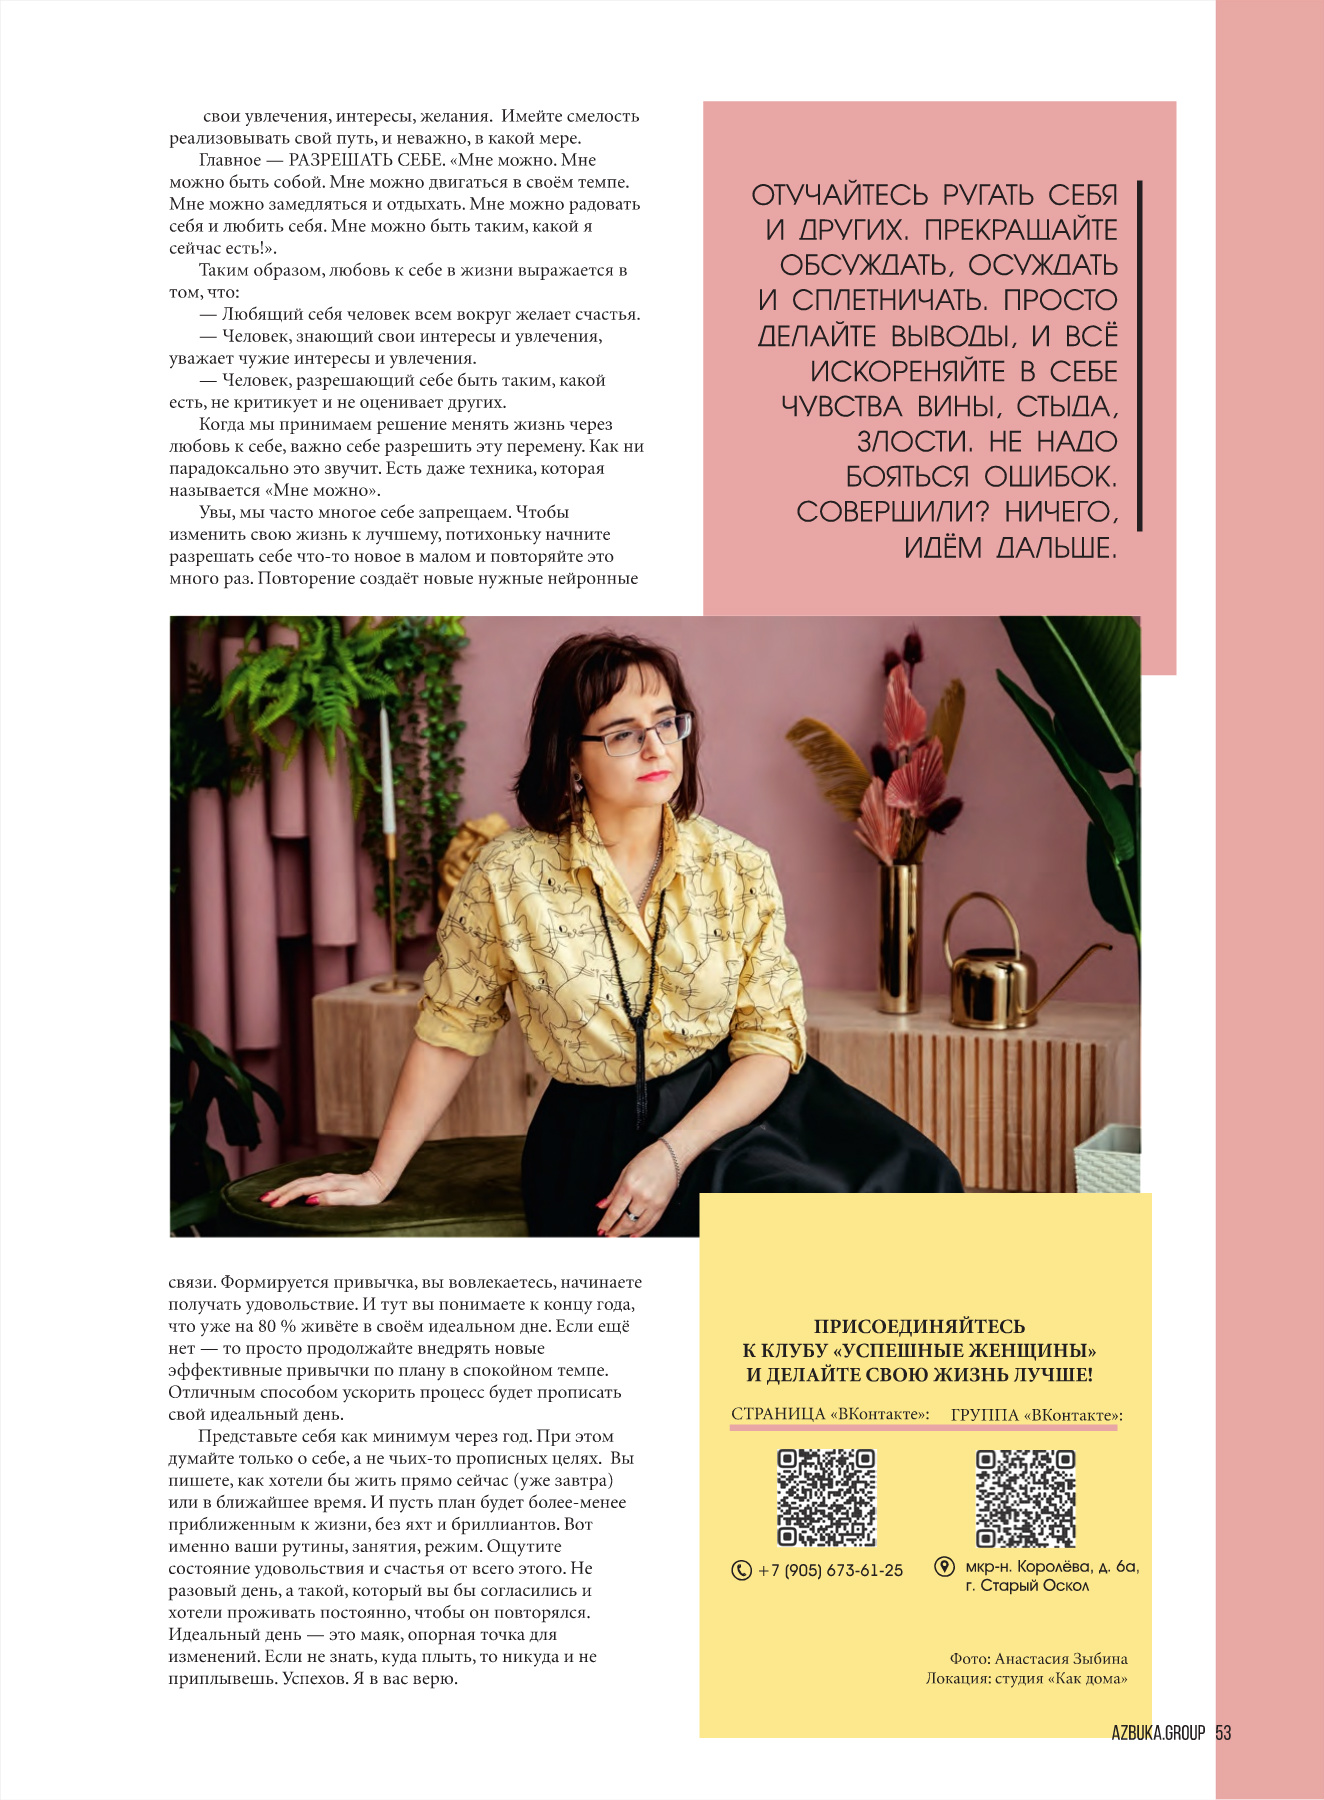 свои увлечения, интересы, желания. Имейте смелость
реализовывать свой путь, и неважно, в какой мере.
Главное — РАЗРЕШАТЬ СЕБЕ. «Мне можно. Мне
можно быть собой. Мне можно двигаться в своём темпе.
Мне можно замедляться и отдыхать. Мне можно радовать
себя и любить себя. Мне можно быть таким, какой я
сейчас есть!».
Таким образом, любовь к себе в жизни выражается в
том, что:
— Любящий себя человек всем вокруг желает счастья.
— Человек, знающий свои интересы и увлечения,
уважает чужие интересы и увлечения.
— Человек, разрешающий себе быть таким, какой
есть, не критикует и не оценивает других.
Когда мы принимаем решение менять жизнь через
любовь к себе, важно себе разрешить эту перемену. Как ни
парадоксально это звучит. Есть даже техника, которая
называется «Мне можно».
Увы, мы часто многое себе запрещаем. Чтобы
изменить свою жизнь к лучшему, потихоньку начните
разрешать себе что-то новое в малом и повторяйте это
много раз. Повторение создаёт новые нужные нейронные
ОТУЧАЙТЕСЬ РУГАТЬ СЕБЯ
И ДРУГИХ. ПРЕКРАЩАЙТЕ
ОБСУЖДАТЬ, ОСУЖДАТЬ
И СПЛЕТНИЧАТЬ. ПРОСТО
ДЕЛАЙТЕ ВЫВОДЫ, И ВСЁ
ИСКОРЕНЯЙТЕ В СЕБЕ
ЧУВСТВА ВИНЫ, СТЫДА,
ЗЛОСТИ. НЕ НАДО
БОЯТЬСЯ ОШИБОК.
СОВЕРШИЛИ? НИЧЕГО,
ИДЁМ ДАЛЬШЕ.
связи. Формируется привычка, вы вовлекаетесь, начинаете
получать удовольствие. И тут вы понимаете к концу года,
что уже на 80 % живёте в своём идеальном дне. Если ещё
нет — то просто продолжайте внедрять новые
эффективные привычки по плану в спокойном темпе.
Отличным способом ускорить процесс будет прописать
свой идеальный день.
Представьте себя как минимум через год. При этом
думайте только о себе, а не чьих-то прописных целях. Вы
пишете, как хотели бы жить прямо сейчас (уже завтра)
или в ближайшее время. И пусть план будет более-менее
приближенным к жизни, без яхт и бриллиантов. Вот
именно ваши рутины, занятия, режим. Ощутите
состояние удовольствия и счастья от всего этого. Не
разовый день, а такой, который вы бы согласились и
хотели проживать постоянно, чтобы он повторялся.
Идеальный день — это маяк, опорная точка для
изменений. Если не знать, куда плыть, то никуда и не
приплывешь. Успехов. Я в вас верю.
ПРИСОЕДИНЯЙТЕСЬ
К КЛУБУ «УСПЕШНЫЕ ЖЕНЩИНЫ»
И ДЕЛАЙТЕ СВОЮ ЖИЗНЬ ЛУЧШЕ!
СТРАНИЦА «ВКонтакте»:
ГРУППА «ВКонтакте»:
+7 (905) 673-61-25
мкр-н. Королёва, д. 6а,
г. Старый Оскол
Фото: Анастасия Зыбина
Локация: студия «Как дома»
AZBUKA.GROUP 53